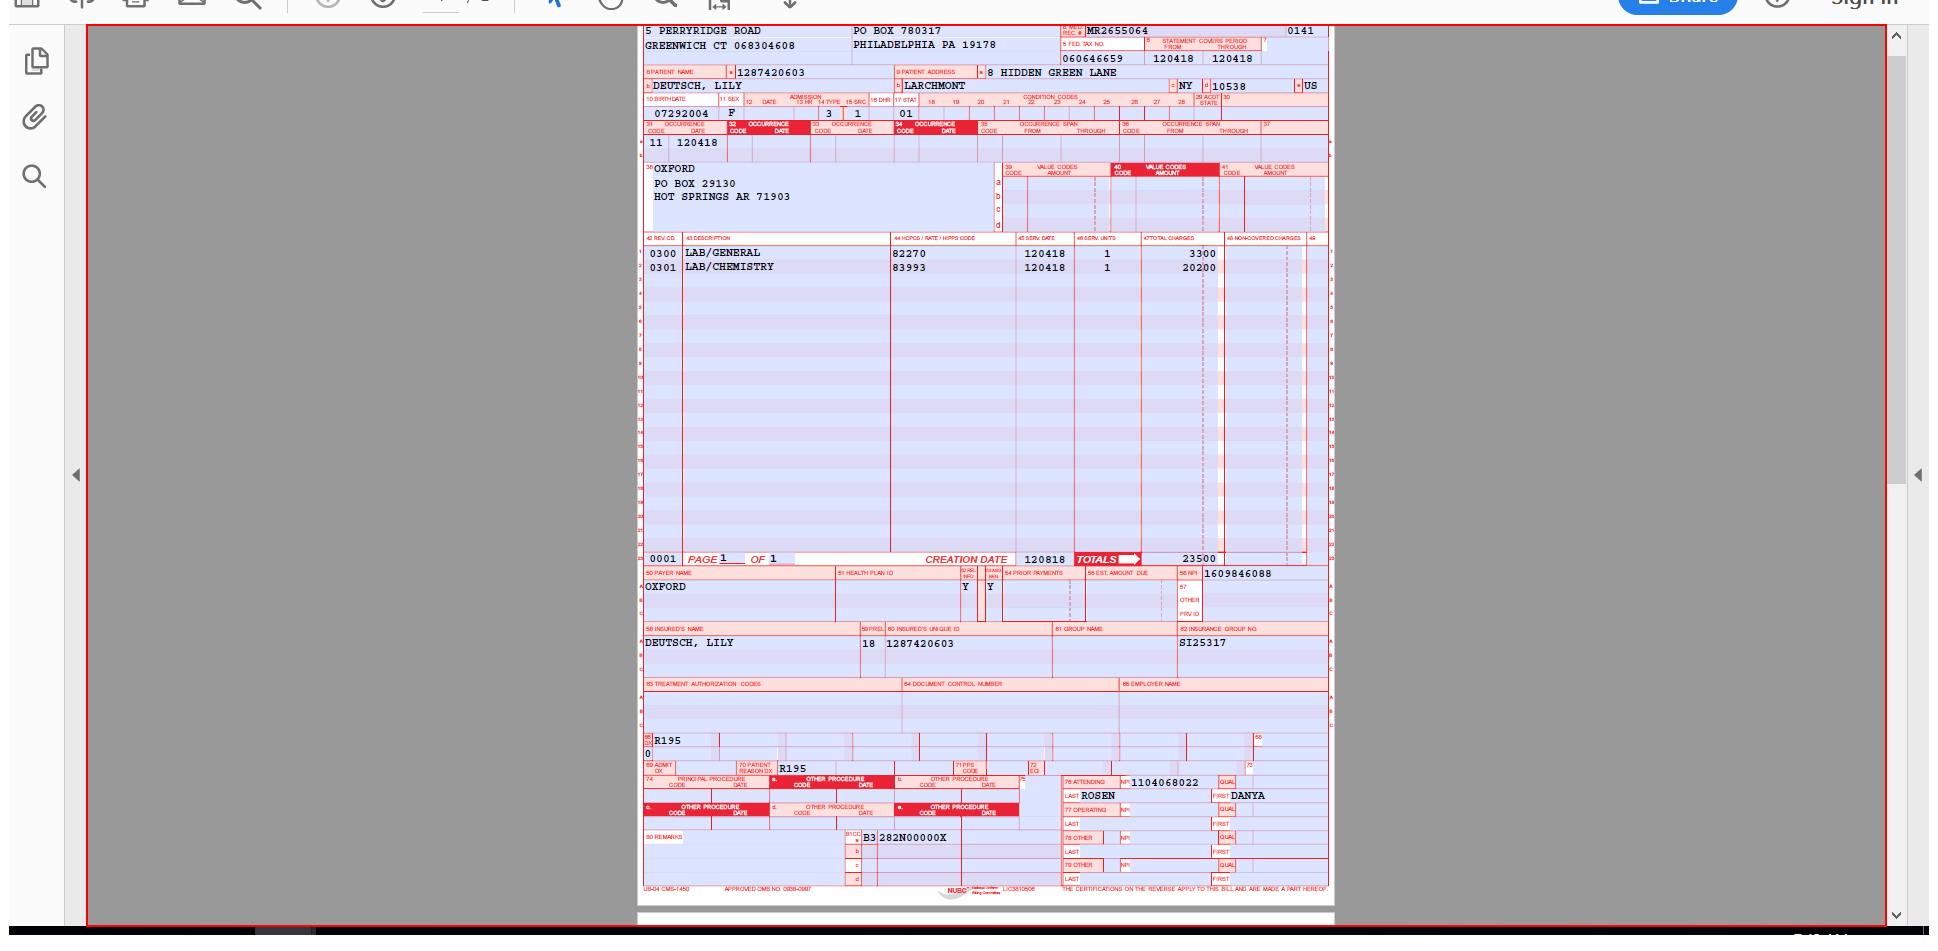 Share
Sign In
5 PERRYRIDGE ROAD PO BOX 780317 REC. # MR2655064 0141
GREENWICH CT 068304608 PHILADELPHIA PA 19178 5 FED. TAX NO. 6 STATEMENT COVERS PERIOD FROM THROUGH 7
060646659 120418 120418
8 PATIENT NAME a 1287420603 9 PATIENT ADDRESS a 8 HIDDEN GREEN LANE
b DEUTSCH, LILY b LARCHMONT c NY d 10538 e US
10 BIRTHDATE 11 SEX 12 DATE ADMISSION 13 HR 14 TYPE 15 SRC 16 DHR 17 STAT 18 19 20 21 CONDITION CODES 22 23 24 25 26 27 28 29 ACDT STATE 30
07292004 F 3 1 01
31 OCCURRENCE CODE DATE 32 OCCURRENCE CODE DATE 33 OCCURRENCE CODE DATE 34 OCCURRENCE CODE DATE 35 OCCURRENCE SPAN CODE FROM THROUGH 36 OCCURRENCE SPAN CODE FROM THROUGH 37
11 120418
38 OXFORD 39 VALUE CODES CODE AMOUNT 40 VALUE CODES CODE AMOUNT 41 VALUE CODES CODE AMOUNT
PO BOX 29130 a
HOT SPRINGS AR 71903 b
c
d
42 REV. CD. 43 DESCRIPTION 44 HCPCS / RATE / HIPPS CODE 45 SERV. DATE 46 SERV. UNITS 47 TOTAL CHARGES 48 NON-COVERED CHARGES 49
0300 LAB/GENERAL 82270 120418 1 3300
0301 LAB/CHEMISTRY 83993 120418 1 20200
0001 PAGE 1 OF 1 CREATION DATE 120818 TOTALS 23500
50 PAYER NAME 51 HEALTH PLAN ID 52 REL. INFO 53 ASG. BEN. 54 PRIOR PAYMENTS 55 EST. AMOUNT DUE 56 NPI 1609846088
OXFORD Y Y 57
OTHER
PRV ID
58 INSURED'S NAME 59 P.REL 60 INSURED'S UNIQUE ID 61 GROUP NAME 62 INSURANCE GROUP NO.
DEUTSCH, LILY 18 1287420603 SI25317
63 TREATMENT AUTHORIZATION CODES 64 DOCUMENT CONTROL NUMBER 65 EMPLOYER NAME
66 DX R195 68
0
69 ADMIT DX 70 PATIENT REASON DX R195 71 PPS CODE 72 ECI 73
74 PRINCIPAL PROCEDURE CODE DATE a. OTHER PROCEDURE CODE DATE b. OTHER PROCEDURE CODE DATE 75 76 ATTENDING NPI 1104068022 QUAL
LAST ROSEN FIRST DANYA
c. OTHER PROCEDURE CODE DATE d. OTHER PROCEDURE CODE DATE e. OTHER PROCEDURE CODE DATE 77 OPERATING NPI QUAL
LAST FIRST
80 REMARKS 81CC a B3 282N00000X 78 OTHER NPI QUAL
b LAST FIRST
c 79 OTHER NPI QUAL
d LAST FIRST
UB-04 CMS-1450 APPROVED OMB NO. 0938-0997 NUBC National Uniform Billing Committee LIC9213257 THE CERTIFICATIONS ON THE REVERSE APPLY TO THIS BILL AND ARE MADE A PART HEREOF.